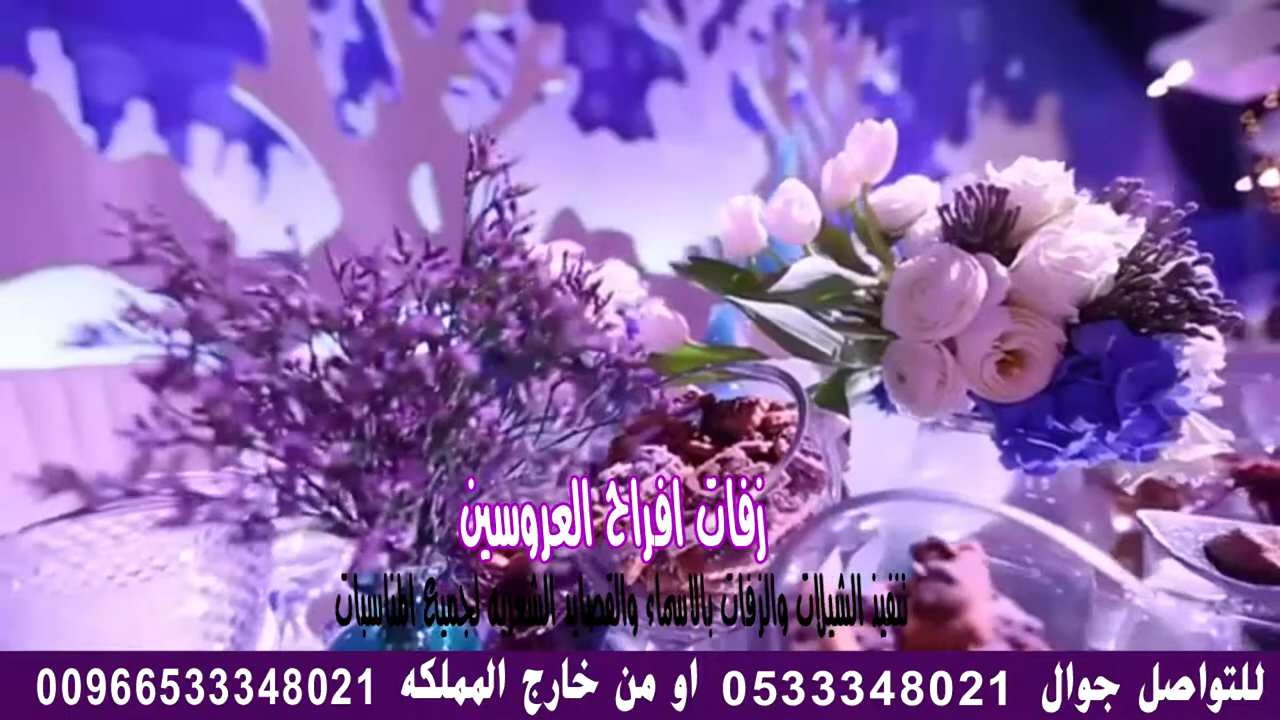 زفات افراح العروسين
تنفيذ الشيلات والزفات بالاسماء والقصايد الشعريه لجميع المناسبات
للتواصل جوال 0533348021 او من خارج المملكه 00966533348021